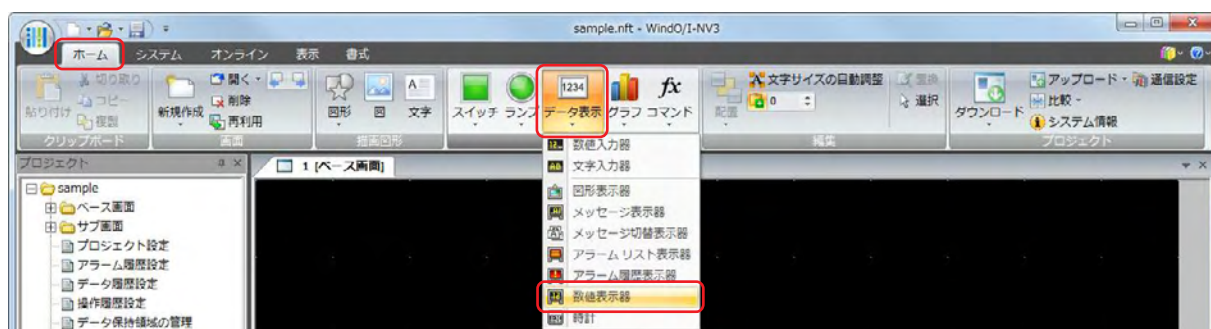 sample.nft - WindO/I-NV3
ホーム システム オンライン 表示 書式
貼り付け 切り取り コピー 複製
新規作成 開く 削除 再利用
図形 図 文字
A
スイッチ ランプ データ表示 グラフ コマンド
1234 fx
配置 文字サイズの自動調整 0 置換 選択
ダウンロード アップロード 比較 システム情報 通信設定
クリップボード 画面 描画図形 編集 プロジェクト
プロジェクト
1 [ベース画面]
sample
ベース画面
サブ画面
プロジェクト設定
アラーム履歴設定
データ履歴設定
操作履歴設定
データ保持領域の管理
数値入力器
文字入力器
図形表示器
メッセージ表示器
メッセージ切替表示器
アラーム リスト表示器
アラーム履歴表示器
数値表示器
時計